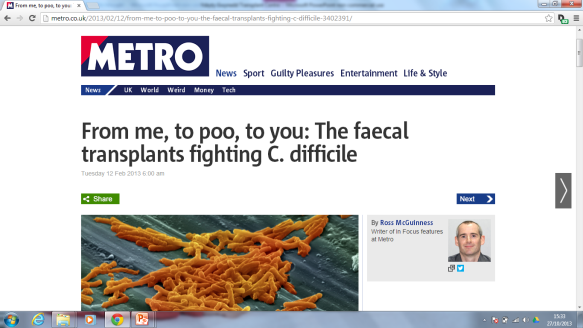 From me, to poo, to you:
metro.co.uk/2013/02/12/from-me-to-poo-to-you-the-faecal-transplants-fighting-c-difficile-3402391/
METRO
News Sport Guilty Pleasures Entertainment Life & Style
News UK World Weird Money Tech
From me, to poo, to you: The faecal
transplants fighting C. difficile
Tuesday 12 Feb 2013 6:00 am
Share
Next
By Ross McGuinness
Writer of In Focus features
at Metro
15:33
27/10/2013